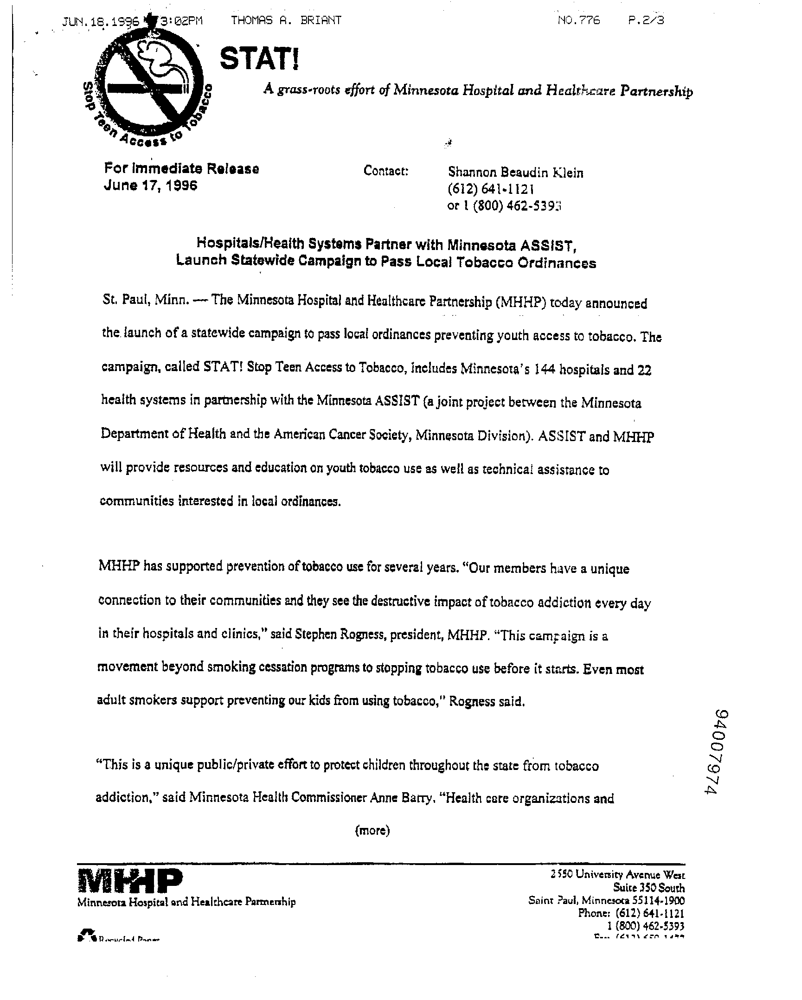 JUN.18.1996 3:02PM THOMAS A. BRIANT NO.776 P.2/3
STAT!
A grass-roots effort of Minnesota Hospital and Healthcare Partnership
Stop Teen Access to Tobacco
For Immediate Release
June 17, 1996
Contact: Shannon Beaudin Klein
(612) 641-1121
or 1 (800) 462-5393
Hospitals/Health Systems Partner with Minnesota ASSIST,
Launch Statewide Campaign to Pass Local Tobacco Ordinances
St. Paul, Minn. — The Minnesota Hospital and Healthcare Partnership (MHHP) today announced
the launch of a statewide campaign to pass local ordinances preventing youth access to tobacco. The
campaign, called STAT! Stop Teen Access to Tobacco, includes Minnesota's 144 hospitals and 22
health systems in partnership with the Minnesota ASSIST (a joint project between the Minnesota
Department of Health and the American Cancer Society, Minnesota Division). ASSIST and MHHP
will provide resources and education on youth tobacco use as well as technical assistance to
communities interested in local ordinances.
MHHP has supported prevention of tobacco use for several years. "Our members have a unique
connection to their communities and they see the destructive impact of tobacco addiction every day
in their hospitals and clinics," said Stephen Rogness, president, MHHP. "This campaign is a
movement beyond smoking cessation programs to stopping tobacco use before it starts. Even most
adult smokers support preventing our kids from using tobacco," Rogness said.
"This is a unique public/private effort to protect children throughout the state from tobacco
addiction," said Minnesota Health Commissioner Anne Barry. "Health care organizations and
(more)
94007974
MHHP
Minnesota Hospital and Healthcare Partnership
Recycled Paper
2550 University Avenue West
Suite 350 South
Saint Paul, Minnesota 55114-1900
Phone: (612) 641-1121
1 (800) 462-5393